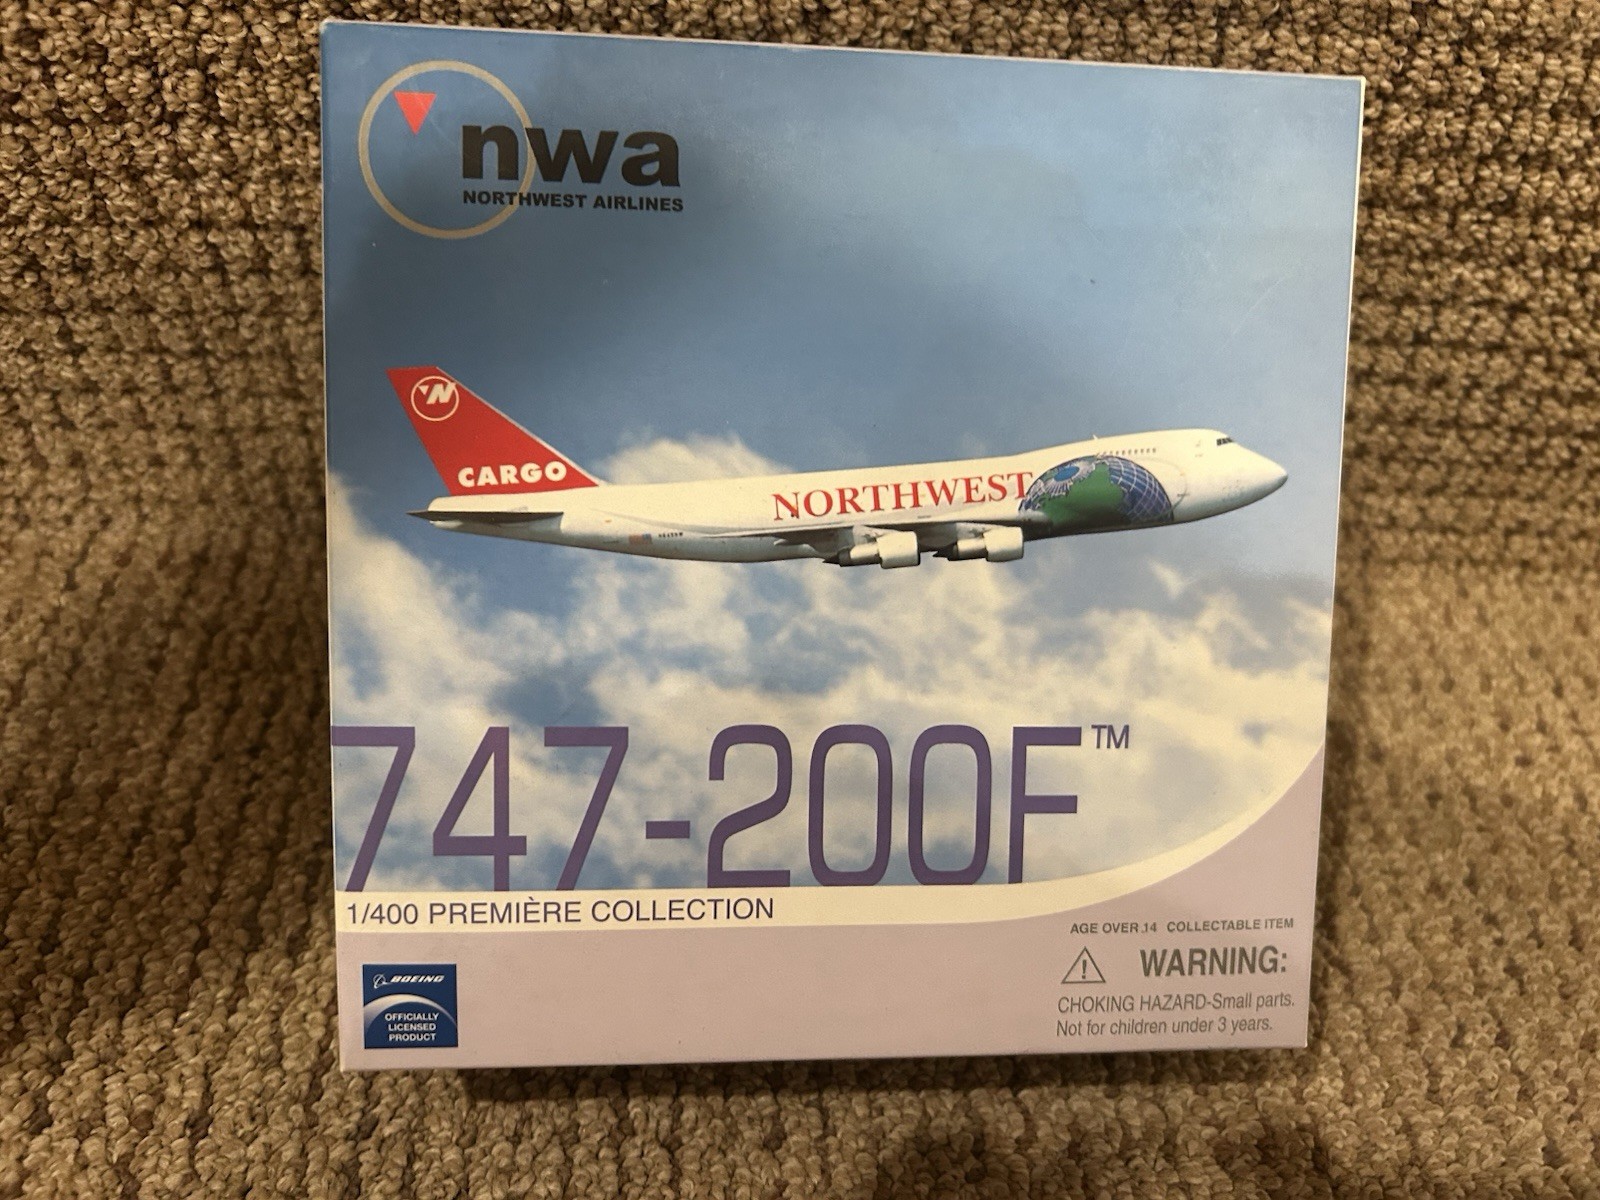 nwa
NORTHWEST AIRLINES
N
CARGO
NORTHWEST
747-200F™
1/400 PREMIÈRE COLLECTION
BOEING
OFFICIALLY
LICENSED
PRODUCT
AGE OVER 14 COLLECTABLE ITEM
WARNING:
CHOKING HAZARD-Small parts.
Not for children under 3 years.